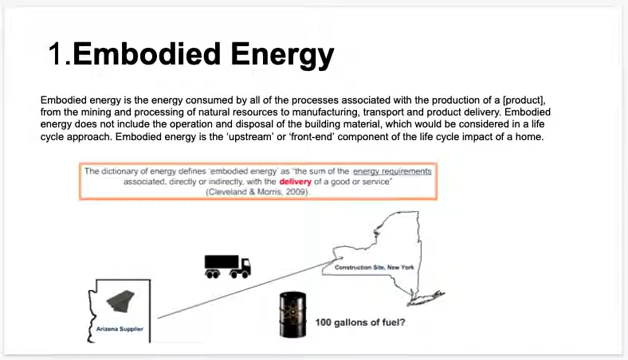 1.Embodied Energy
Embodied energy is the energy consumed by all of the processes associated with the production of a [product],
from the mining and processing of natural resources to manufacturing, transport and product delivery. Embodied
energy does not include the operation and disposal of the building material, which would be considered in a life
cycle approach. Embodied energy is the 'upstream' or 'front-end' component of the life cycle impact of a home.
The dictionary of energy defines 'embodied energy' as "the sum of the energy requirements
associated, directly or indirectly, with the delivery of a good or service"
(Cleveland & Morris, 2009).
Construction Site, New York
Arizona Supplier
100 gallons of fuel?